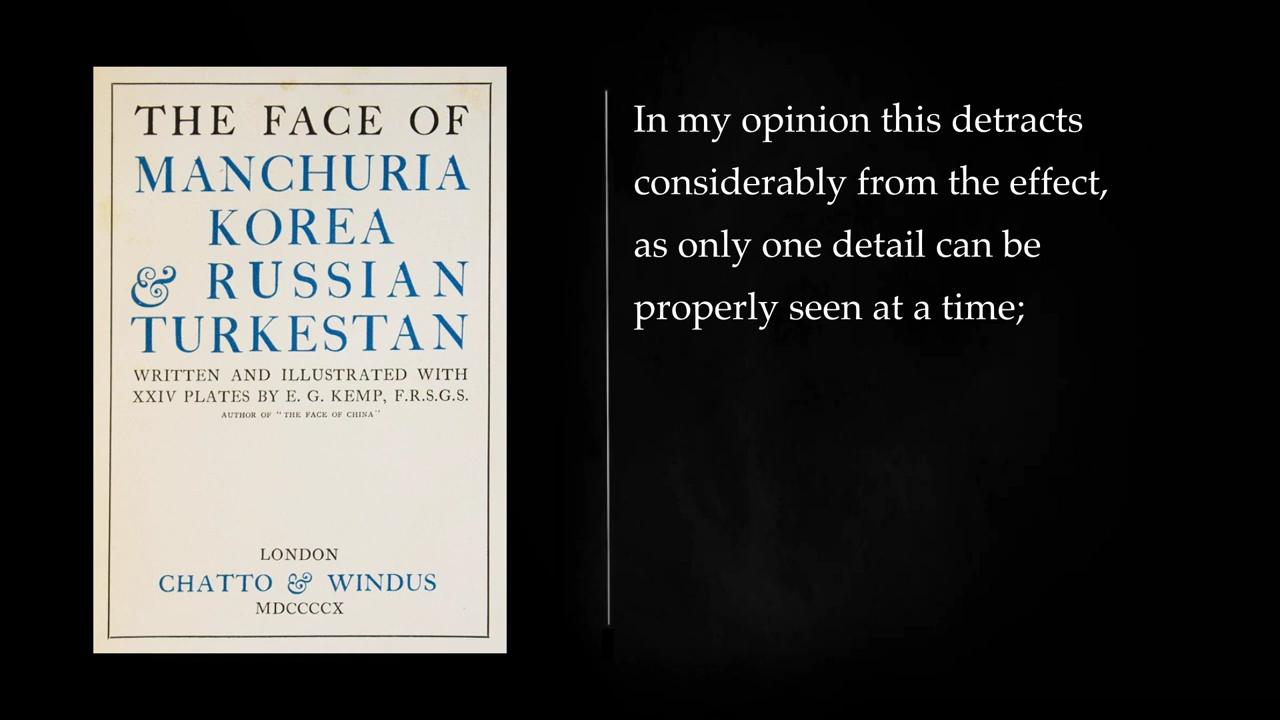 THE FACE OF
MANCHURIA
KOREA
& RUSSIAN
TURKESTAN
WRITTEN AND ILLUSTRATED WITH
XXIV PLATES BY E. G. KEMP, F.R.S.G.S.
AUTHOR OF "THE FACE OF CHINA"
LONDON
CHATTO & WINDUS
MDCCCCX
In my opinion this detracts
considerably from the effect,
as only one detail can be
properly seen at a time;